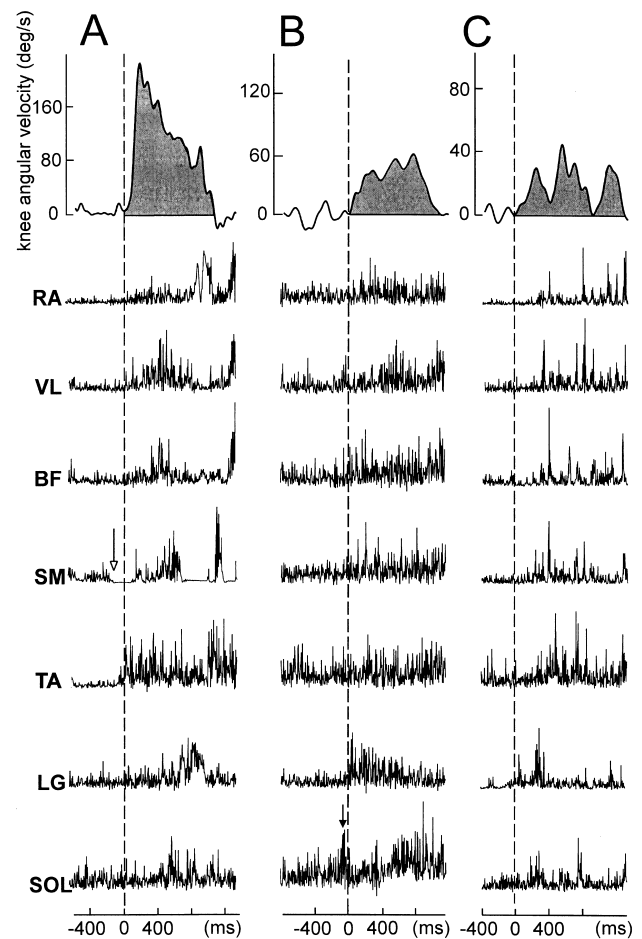 A B C
knee angular velocity (deg/s)
160 120 80
80 60 40
0 0 0
RA
VL
BF
SM
TA
LG
SOL
-400 0 400 (ms) -400 0 400 (ms) -400 0 400 (ms)